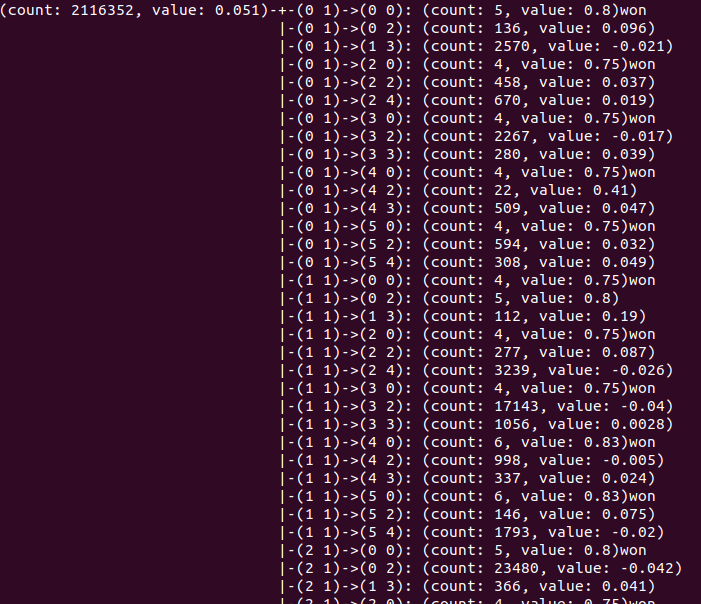 (count: 2116352, value: 0.051)-+-(0 1)->(0 0): (count: 5, value: 0.8)won
|-(0 1)->(0 2): (count: 136, value: 0.096)
|-(0 1)->(1 3): (count: 2570, value: -0.021)
|-(0 1)->(2 0): (count: 4, value: 0.75)won
|-(0 1)->(2 2): (count: 458, value: 0.037)
|-(0 1)->(2 4): (count: 670, value: 0.019)
|-(0 1)->(3 0): (count: 4, value: 0.75)won
|-(0 1)->(3 2): (count: 2267, value: -0.017)
|-(0 1)->(3 3): (count: 280, value: 0.039)
|-(0 1)->(4 0): (count: 4, value: 0.75)won
|-(0 1)->(4 2): (count: 22, value: 0.41)
|-(0 1)->(4 3): (count: 509, value: 0.047)
|-(0 1)->(5 0): (count: 4, value: 0.75)won
|-(0 1)->(5 2): (count: 594, value: 0.032)
|-(0 1)->(5 4): (count: 308, value: 0.049)
|-(1 1)->(0 0): (count: 4, value: 0.75)won
|-(1 1)->(0 2): (count: 5, value: 0.8)
|-(1 1)->(1 3): (count: 112, value: 0.19)
|-(1 1)->(2 0): (count: 4, value: 0.75)won
|-(1 1)->(2 2): (count: 277, value: 0.087)
|-(1 1)->(2 4): (count: 3239, value: -0.026)
|-(1 1)->(3 0): (count: 4, value: 0.75)won
|-(1 1)->(3 2): (count: 17143, value: -0.04)
|-(1 1)->(3 3): (count: 1056, value: 0.0028)
|-(1 1)->(4 0): (count: 6, value: 0.83)won
|-(1 1)->(4 2): (count: 998, value: -0.005)
|-(1 1)->(4 3): (count: 337, value: 0.024)
|-(1 1)->(5 0): (count: 6, value: 0.83)won
|-(1 1)->(5 2): (count: 146, value: 0.075)
|-(1 1)->(5 4): (count: 1793, value: -0.02)
|-(2 1)->(0 0): (count: 5, value: 0.8)won
|-(2 1)->(0 2): (count: 23480, value: -0.042)
|-(2 1)->(1 3): (count: 366, value: 0.041)
|-(2 1)->(2 0): (count: 4, value: 0.75)won